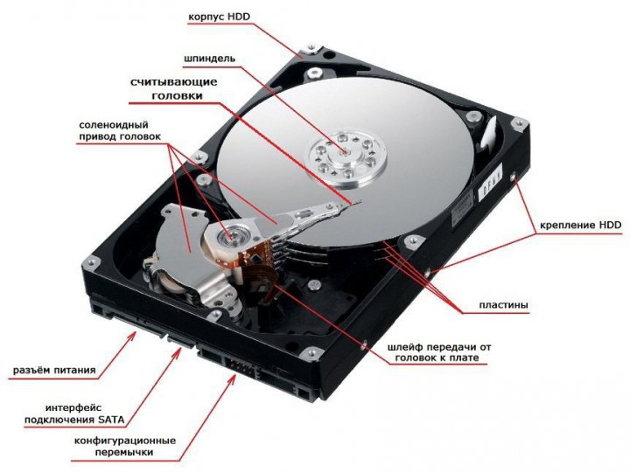 корпус HDD
шпиндель
считывающие
головки
соленоидный
привод головок
крепление HDD
пластины
шлейф передачи от
головок к плате
разъём питания
интерфейс
подключения SATA
конфигурационные
перемычки